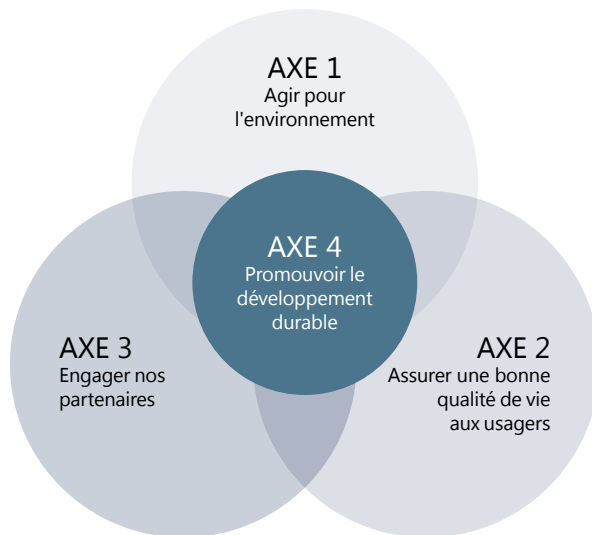 AXE 1
Agir pour
l'environnement
AXE 4
Promouvoir le
développement
durable
AXE 3
Engager nos
partenaires
AXE 2
Assurer une bonne
qualité de vie
aux usagers